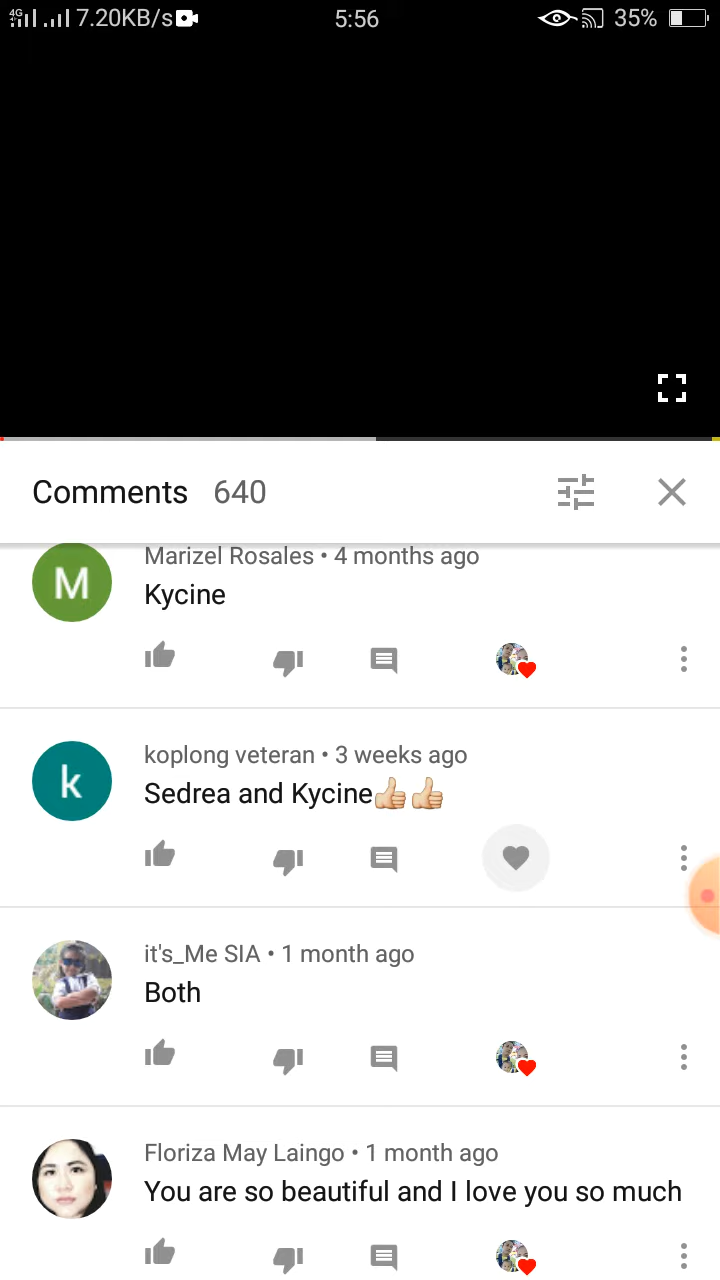 4G 7.20KB/s 5:56 35%
Comments 640
Marizel Rosales • 4 months ago
M
Kycine
koplong veteran • 3 weeks ago
k
Sedrea and Kycine👍🏼👍🏼
it's_Me SIA • 1 month ago
Both
Floriza May Laingo • 1 month ago
You are so beautiful and I love you so much